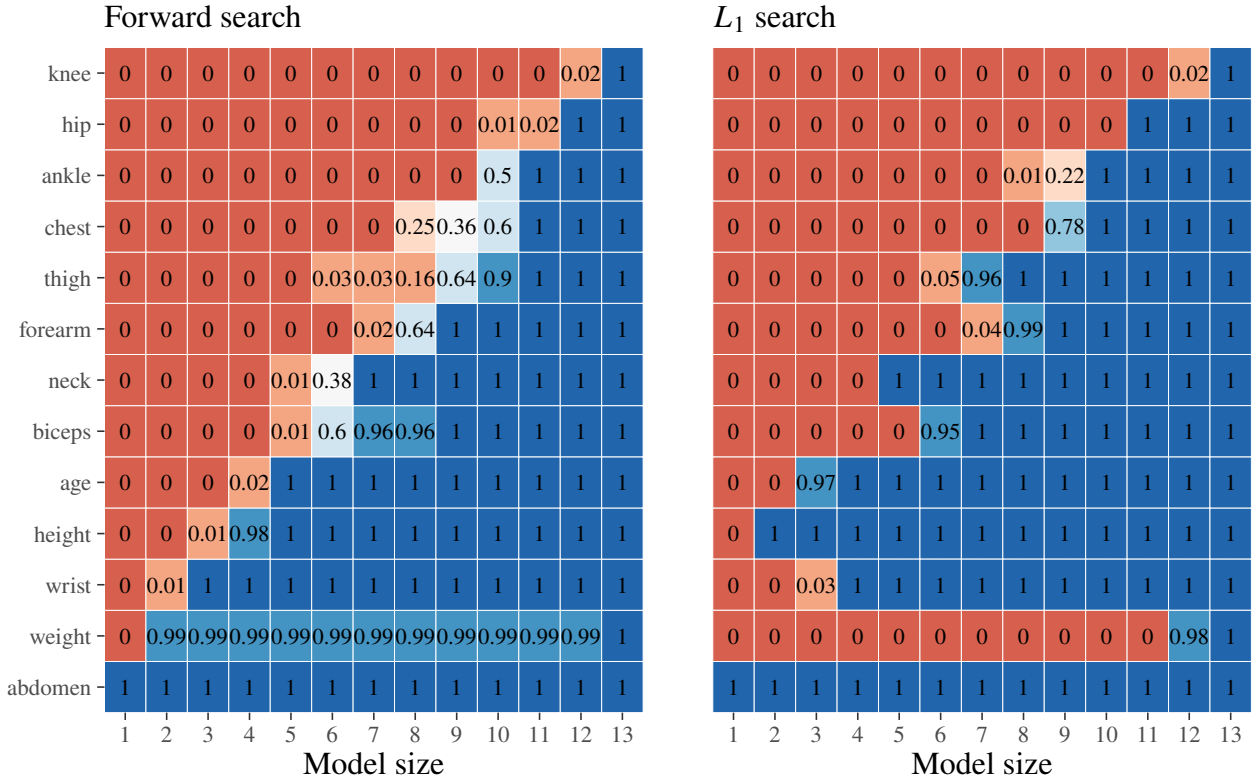 Forward search L₁ search
knee 0 0 0 0 0 0 0 0 0 0 0 0.02 1 0 0 0 0 0 0 0 0 0 0 0 0.02 1
hip 0 0 0 0 0 0 0 0 0 0.01 0.02 1 1 0 0 0 0 0 0 0 0 0 0 1 1 1
ankle 0 0 0 0 0 0 0 0 0 0.5 1 1 1 0 0 0 0 0 0 0 0.01 0.22 1 1 1 1
chest 0 0 0 0 0 0 0 0.25 0.36 0.6 1 1 1 0 0 0 0 0 0 0 0 0.78 1 1 1 1
thigh 0 0 0 0 0 0.03 0.03 0.16 0.64 0.9 1 1 1 0 0 0 0 0 0.05 0.96 1 1 1 1 1 1
forearm 0 0 0 0 0 0 0.02 0.64 1 1 1 1 1 0 0 0 0 0 0 0.04 0.99 1 1 1 1 1
neck 0 0 0 0 0.01 0.38 1 1 1 1 1 1 1 0 0 0 0 1 1 1 1 1 1 1 1 1
biceps 0 0 0 0 0.01 0.6 0.96 0.96 1 1 1 1 1 0 0 0 0 0 0.95 1 1 1 1 1 1 1
age 0 0 0 0.02 1 1 1 1 1 1 1 1 1 0 0 0.97 1 1 1 1 1 1 1 1 1 1
height 0 0 0.01 0.98 1 1 1 1 1 1 1 1 1 0 1 1 1 1 1 1 1 1 1 1 1 1
wrist 0 0.01 1 1 1 1 1 1 1 1 1 1 1 0 0 0.03 1 1 1 1 1 1 1 1 1 1
weight 0 0.99 0.99 0.99 0.99 0.99 0.99 0.99 0.99 0.99 0.99 0.99 1 0 0 0 0 0 0 0 0 0 0 0 0.98 1
abdomen 1 1 1 1 1 1 1 1 1 1 1 1 1 1 1 1 1 1 1 1 1 1 1 1 1 1
1 2 3 4 5 6 7 8 9 10 11 12 13 1 2 3 4 5 6 7 8 9 10 11 12 13
Model size Model size